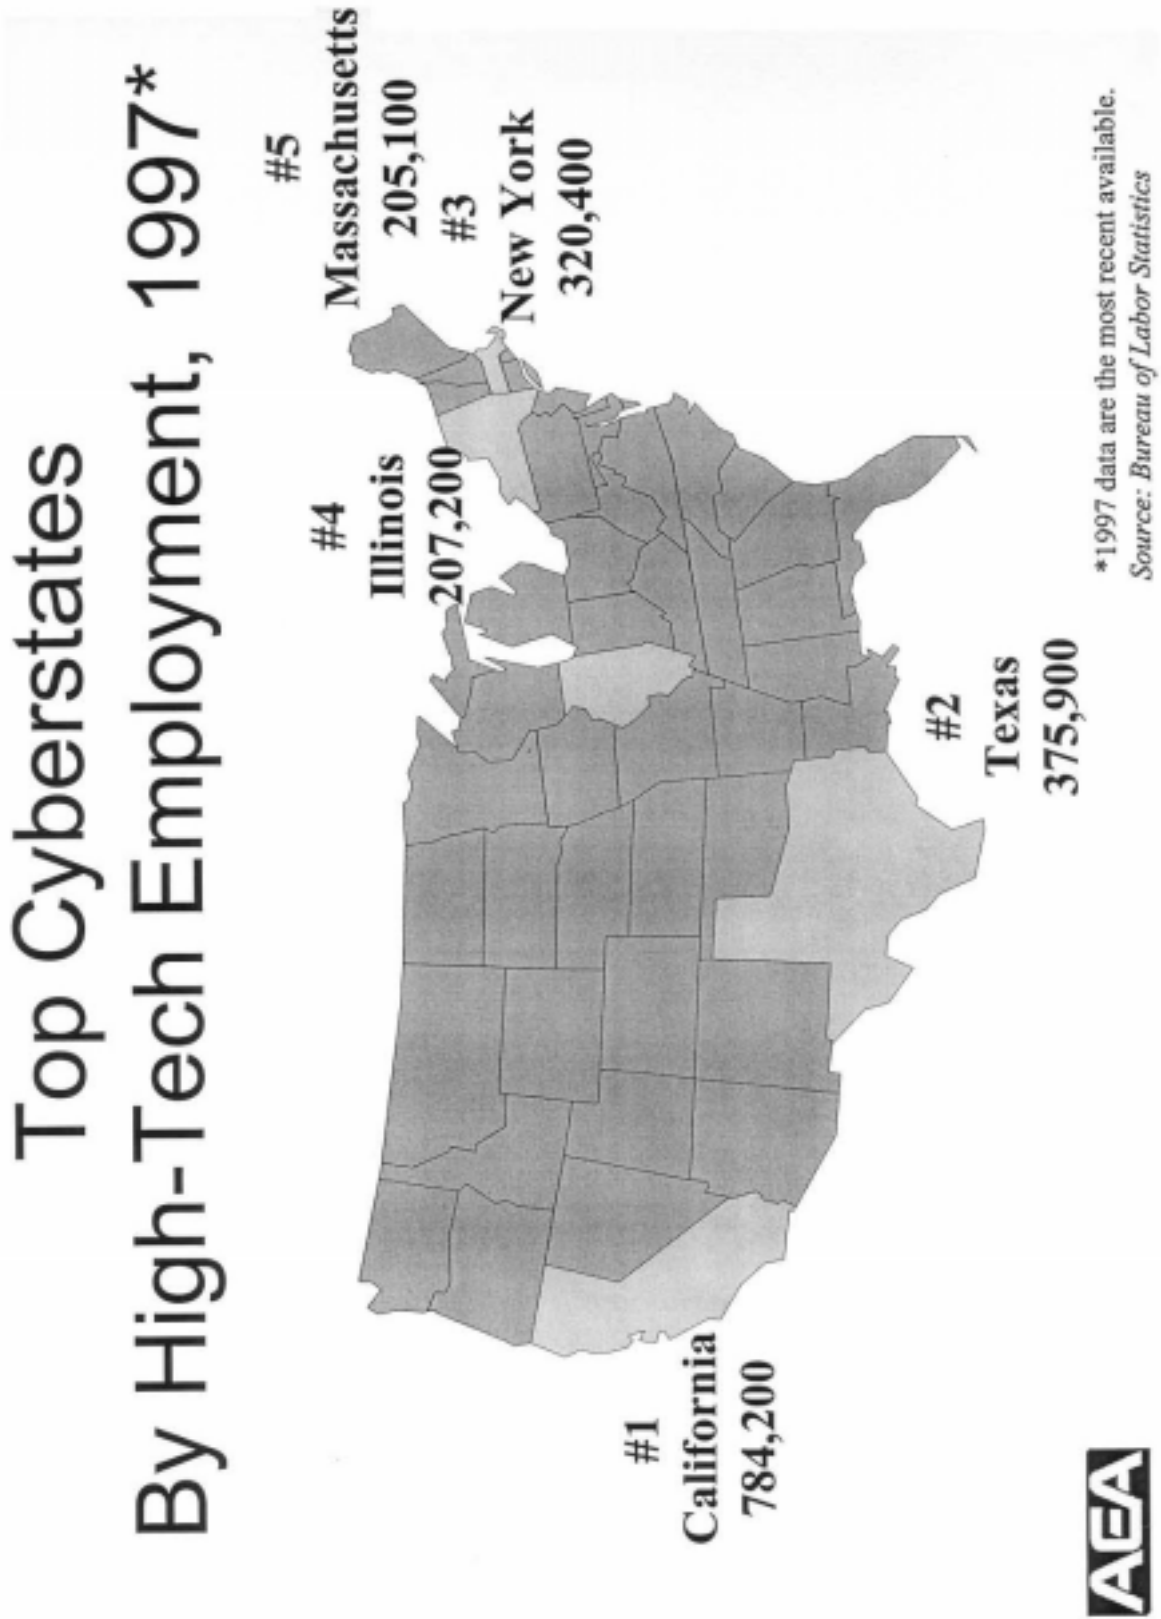 Top Cyberstates
By High-Tech Employment, 1997*
#5
Massachusetts
205,100
#4
Illinois
207,200
#3
New York
320,400
#1
California
784,200
#2
Texas
375,900
*1997 data are the most recent available.
Source: Bureau of Labor Statistics
AEA